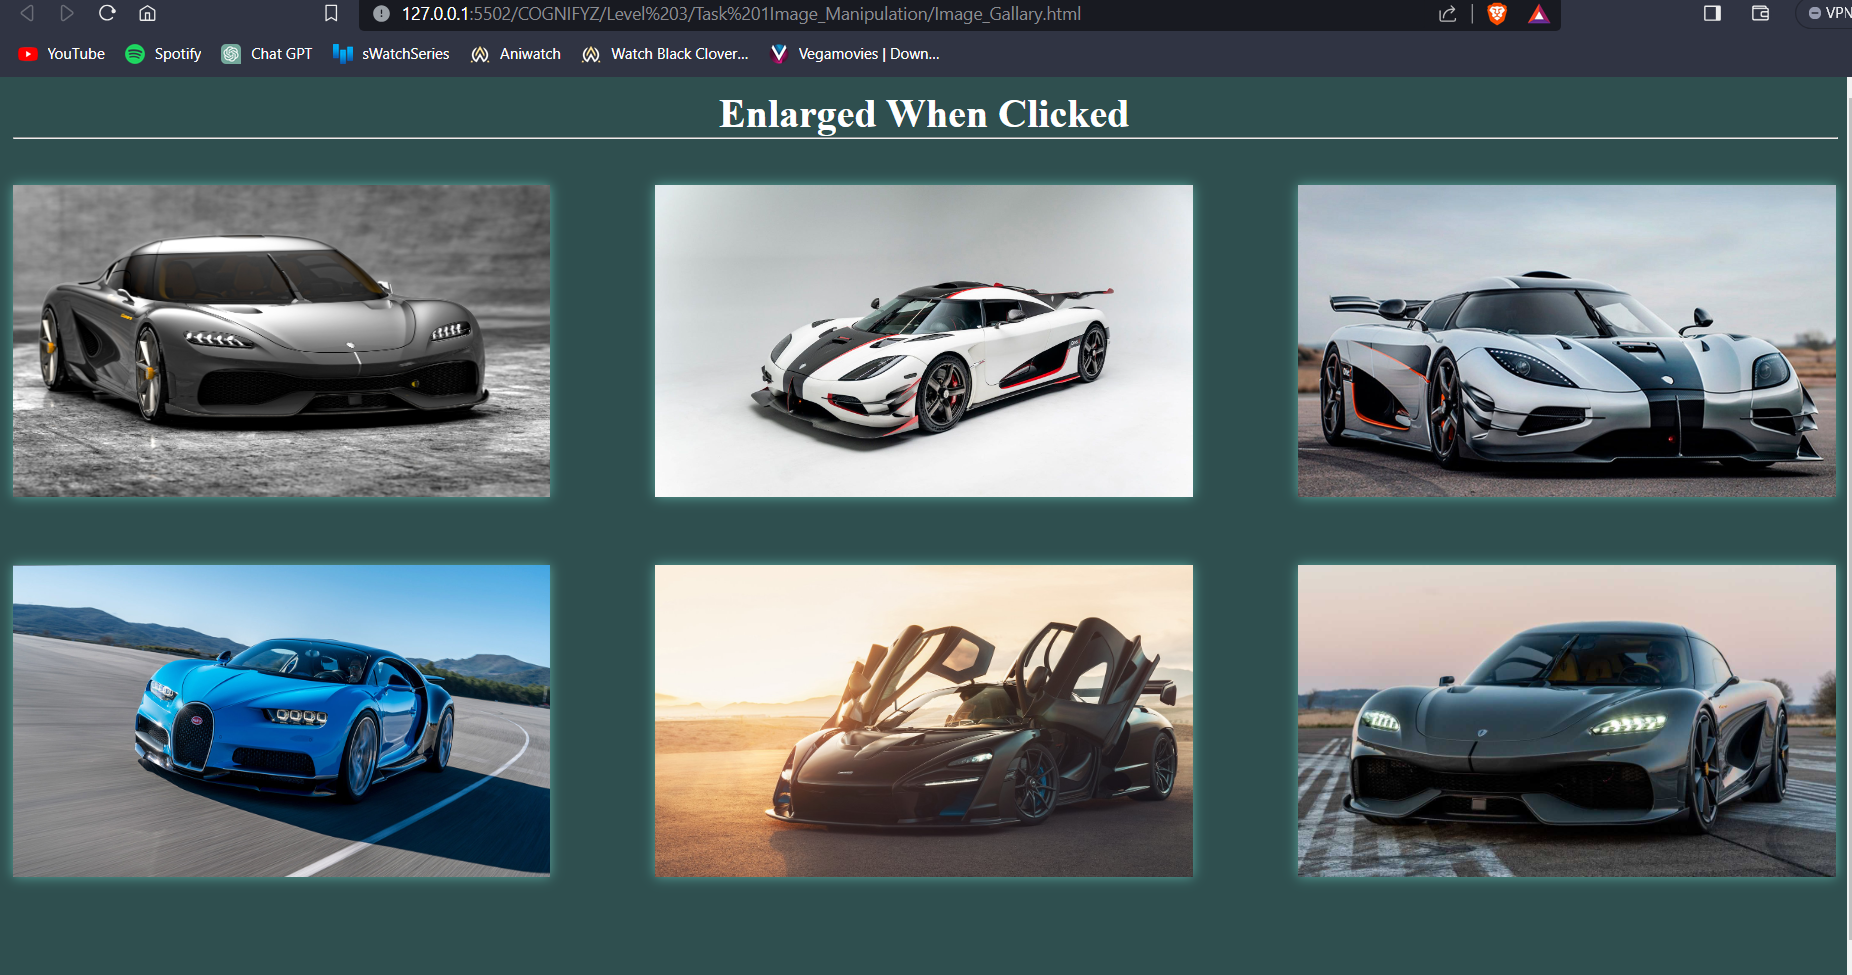 127.0.0.1:5502/COGNIFYZ/Level%203/Task%201Image_Manipulation/Image_Gallary.html
VPN
YouTube Spotify Chat GPT sWatchSeries Aniwatch Watch Black Clover... Vegamovies | Down...
Enlarged When Clicked